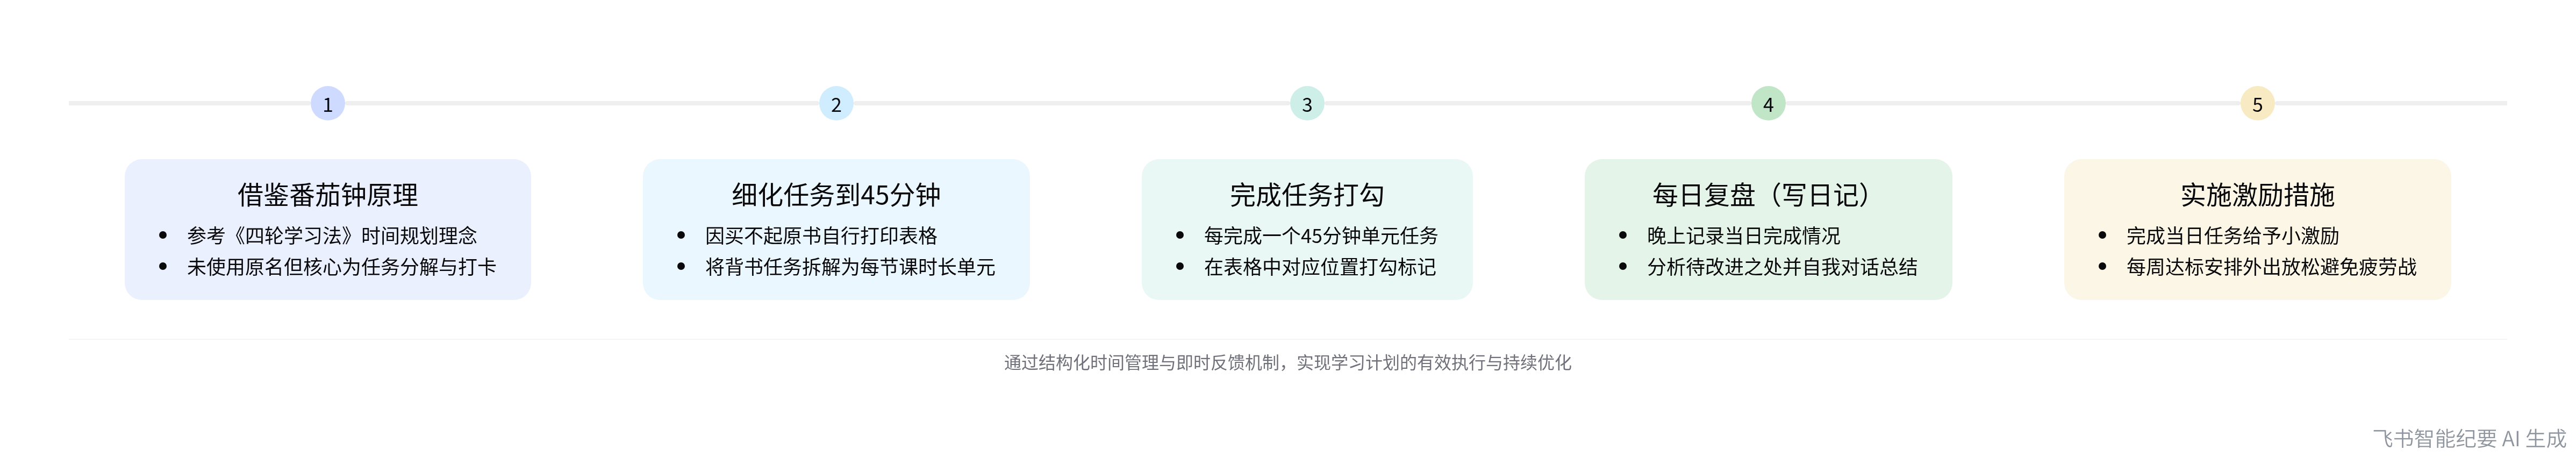 1
2
3
4
5
借鉴番茄钟原理
参考《四轮学习法》时间规划理念
未使用原名但核心为任务分解与打卡
细化任务到45分钟
因买不起原书自行打印表格
将背书任务拆解为每节课时长单元
完成任务打勾
每完成一个45分钟单元任务
在表格中对应位置打勾标记
每日复盘（写日记）
晚上记录当日完成情况
分析待改进之处并自我对话总结
实施激励措施
完成当日任务给予小激励
每周达标安排外出放松避免疲劳战
通过结构化时间管理与即时反馈机制，实现学习计划的有效执行与持续优化
飞书智能纪要 AI 生成